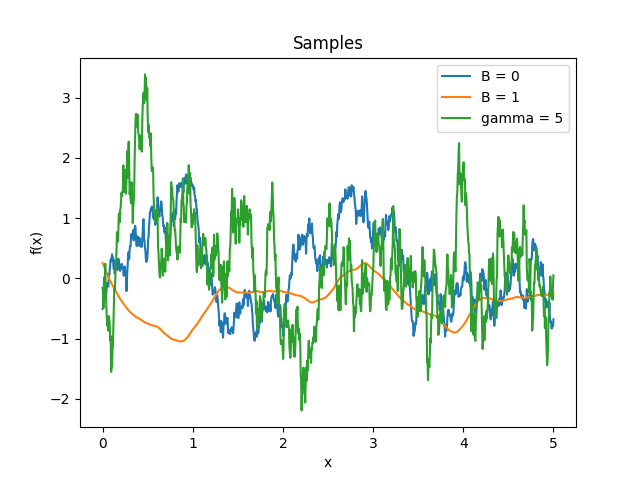 Samples
B = 0
B = 1
gamma = 5
f(x)
3
2
1
0
−1
−2
0 1 2 3 4 5
x